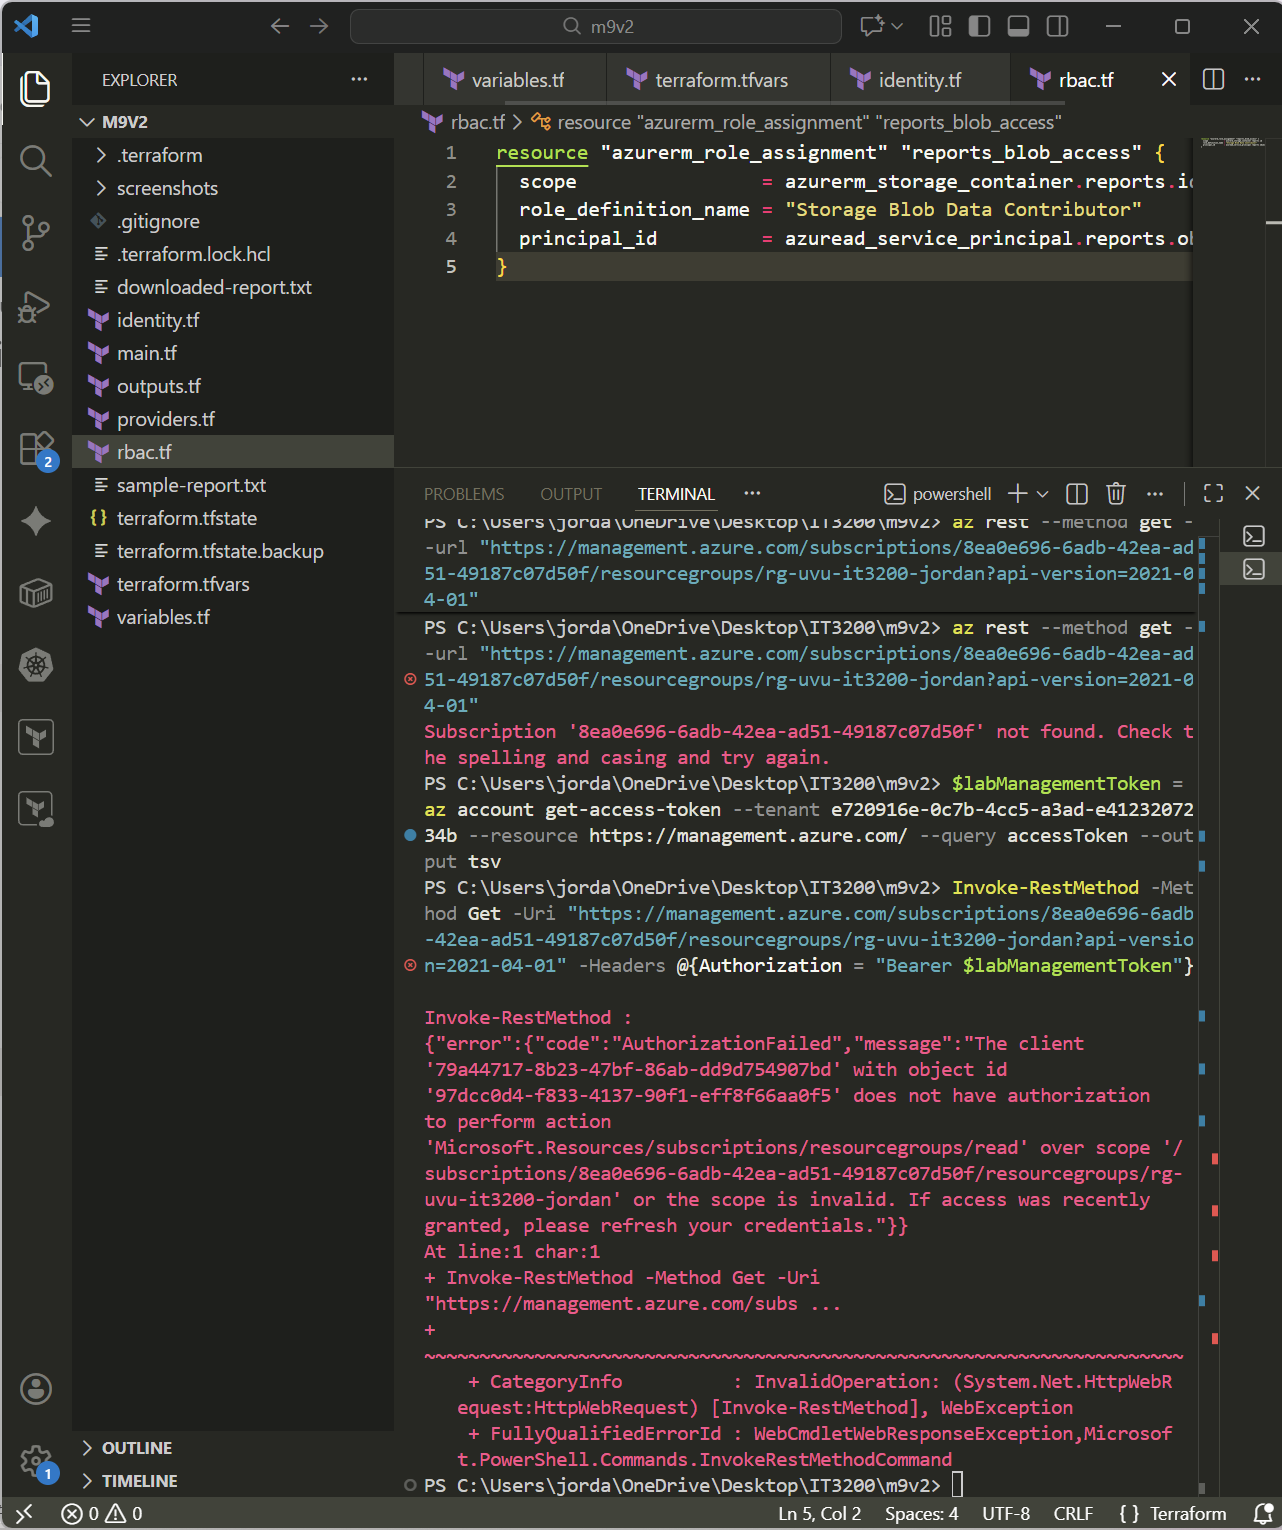 m9v2
EXPLORER
variables.tf
terraform.tfvars
identity.tf
rbac.tf
M9V2
.terraform
screenshots
.gitignore
.terraform.lock.hcl
downloaded-report.txt
identity.tf
main.tf
outputs.tf
providers.tf
rbac.tf
sample-report.txt
{} terraform.tfstate
terraform.tfstate.backup
terraform.tfvars
variables.tf
OUTLINE
TIMELINE
2
1
rbac.tf > resource "azurerm_role_assignment" "reports_blob_access"
1 resource "azurerm_role_assignment" "reports_blob_access" {
2 scope = azurerm_storage_container.reports.i
3 role_definition_name = "Storage Blob Data Contributor"
4 principal_id = azuread_service_principal.reports.o
5 }
PROBLEMS OUTPUT TERMINAL ... powershell
PS C:\Users\jorda\OneDrive\Desktop\IT3200\m9v2> az rest --method get -
-url "https://management.azure.com/subscriptions/8ea0e696-6adb-42ea-ad
51-49187c07d50f/resourcegroups/rg-uvu-it3200-jordan?api-version=2021-0
4-01"
PS C:\Users\jorda\OneDrive\Desktop\IT3200\m9v2> az rest --method get -
-url "https://management.azure.com/subscriptions/8ea0e696-6adb-42ea-ad
51-49187c07d50f/resourcegroups/rg-uvu-it3200-jordan?api-version=2021-0
4-01"
Subscription '8ea0e696-6adb-42ea-ad51-49187c07d50f' not found. Check t
he spelling and casing and try again.
PS C:\Users\jorda\OneDrive\Desktop\IT3200\m9v2> $labManagementToken =
az account get-access-token --tenant e720916e-0c7b-4cc5-a3ad-e41232072
34b --resource https://management.azure.com/ --query accessToken --out
put tsv
PS C:\Users\jorda\OneDrive\Desktop\IT3200\m9v2> Invoke-RestMethod -Met
hod Get -Uri "https://management.azure.com/subscriptions/8ea0e696-6adb
-42ea-ad51-49187c07d50f/resourcegroups/rg-uvu-it3200-jordan?api-versio
n=2021-04-01" -Headers @{Authorization = "Bearer $labManagementToken"}
Invoke-RestMethod :
{"error":{"code":"AuthorizationFailed","message":"The client
'79a44717-8b23-47bf-86ab-dd9d754907bd' with object id
'97dcc0d4-f833-4137-90f1-eff8f66aa0f5' does not have authorization
to perform action
'Microsoft.Resources/subscriptions/resourcegroups/read' over scope '/
subscriptions/8ea0e696-6adb-42ea-ad51-49187c07d50f/resourcegroups/rg-
uvu-it3200-jordan' or the scope is invalid. If access was recently
granted, please refresh your credentials."}}
At line:1 char:1
+ Invoke-RestMethod -Method Get -Uri
"https://management.azure.com/subs ...
+
~~~~~~~~~~~~~~~~~~~~~~~~~~~~~~~~~~~~~~~~~~~~~~~~~~~~~~~~~~~~~~~~~~~~~
+ CategoryInfo : InvalidOperation: (System.Net.HttpWebR
equest:HttpWebRequest) [Invoke-RestMethod], WebException
+ FullyQualifiedErrorId : WebCmdletWebResponseException,Microsof
t.PowerShell.Commands.InvokeRestMethodCommand
PS C:\Users\jorda\OneDrive\Desktop\IT3200\m9v2>
0 0 Ln 5, Col 2 Spaces: 4 UTF-8 CRLF {} Terraform